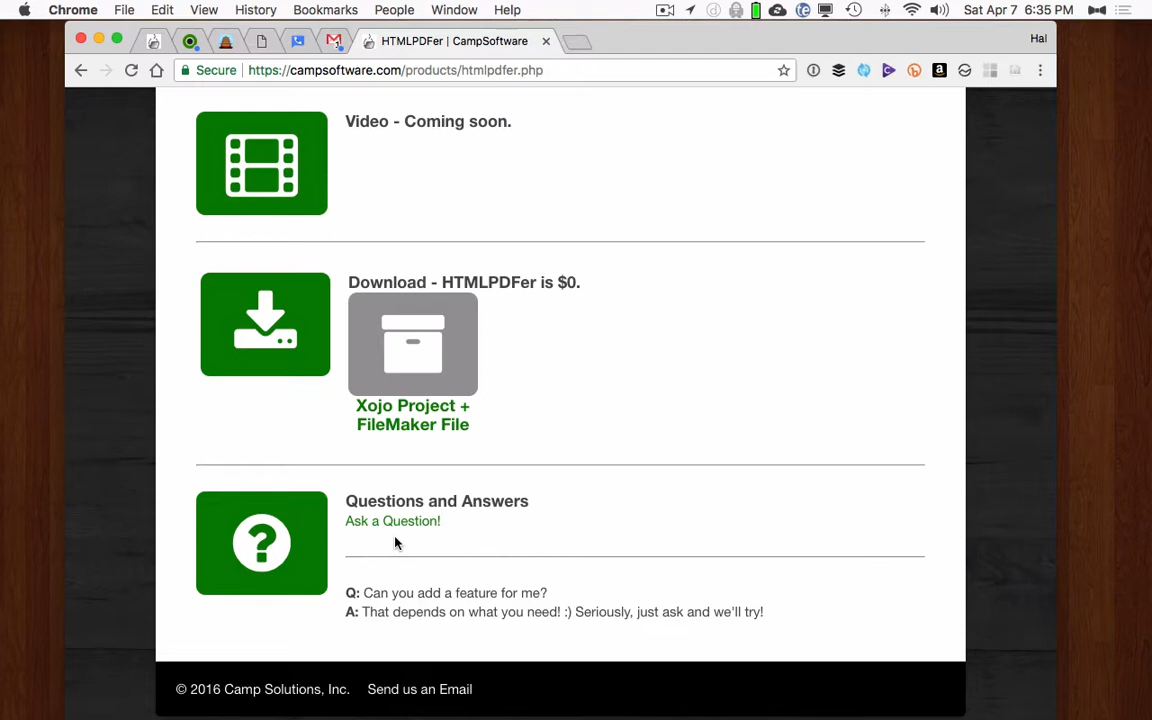 Chrome File Edit View History Bookmarks People Window Help Sat Apr 7 6:35 PM
HTMLPDFer | CampSoftware Hal
Secure https://campsoftware.com/products/htmlpdfer.php
Video - Coming soon.
Download - HTMLPDFer is $0.
Xojo Project +
FileMaker File
Questions and Answers
Ask a Question!
Q: Can you add a feature for me?
A: That depends on what you need! :) Seriously, just ask and we'll try!
© 2016 Camp Solutions, Inc. Send us an Email